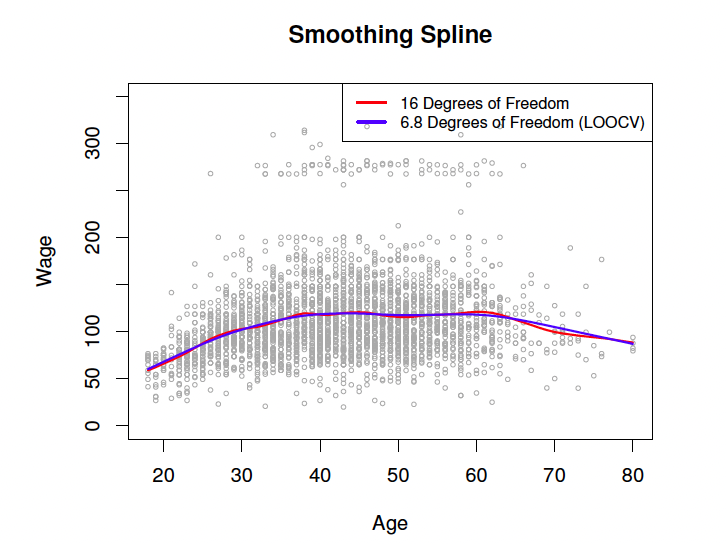 Smoothing Spline
16 Degrees of Freedom
6.8 Degrees of Freedom (LOOCV)
Wage
300
200
100
50
0
20 30 40 50 60 70 80
Age